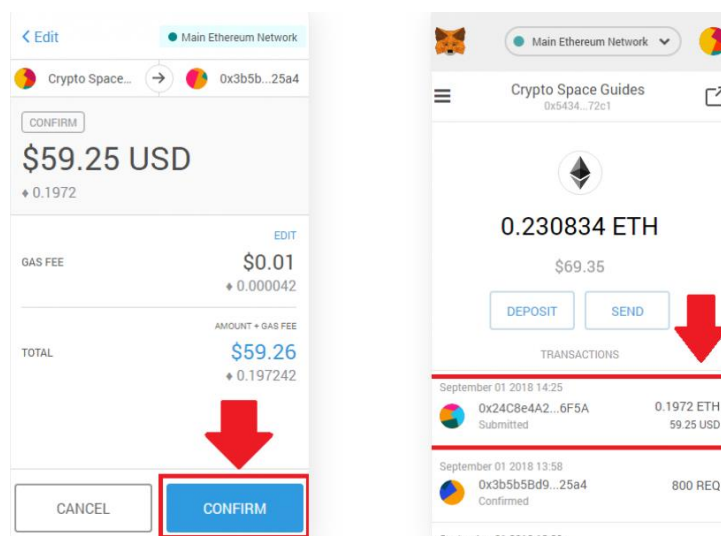 < Edit
Main Ethereum Network
Crypto Space...
0x3b5b...25a4
CONFIRM
$59.25 USD
0.1972
EDIT
GAS FEE
$0.01
0.000042
AMOUNT + GAS FEE
TOTAL
$59.26
0.197242
CANCEL
CONFIRM
Main Ethereum Network
Crypto Space Guides
0x5434...72c1
0.230834 ETH
$69.35
DEPOSIT
SEND
TRANSACTIONS
September 01 2018 14:25
0x24C8e4A2...6F5A
0.1972 ETH
Submitted
59.25 USD
September 01 2018 13:58
0x3b5b5Bd9...25a4
800 REQ
Confirmed